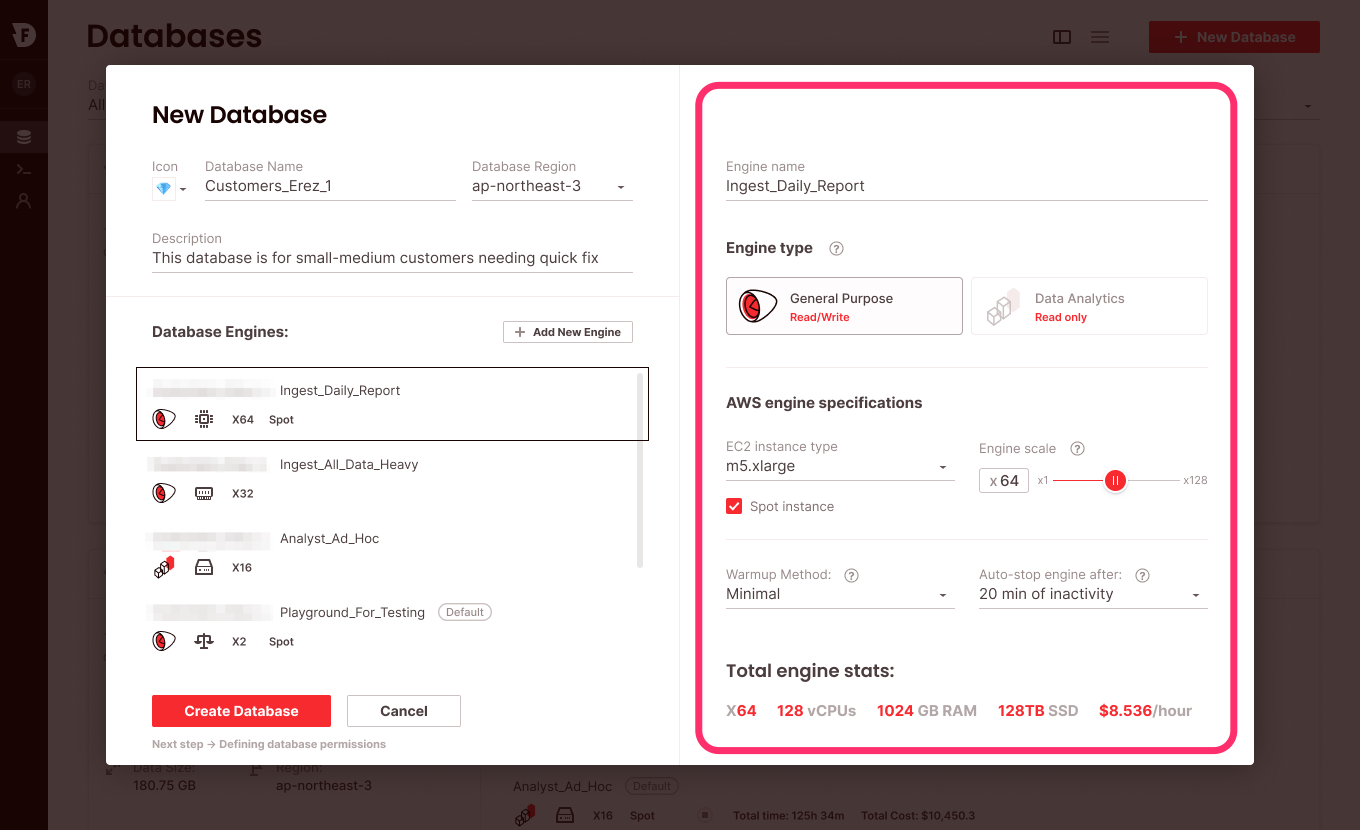 F
Databases
New Database
ER
All
New Database
Icon
Database Name
Database Region
Customers_Erez_1
ap-northeast-3
Description
This database is for small-medium customers needing quick fix
Database Engines:
Add New Engine
Ingest_Daily_Report
X64 Spot
Ingest_All_Data_Heavy
X32
Analyst_Ad_Hoc
X16
Playground_For_Testing Default
X2 Spot
Create Database
Cancel
Next step → Defining database permissions
Engine name
Ingest_Daily_Report
Engine type ?
General Purpose
Read/Write
Data Analytics
Read only
AWS engine specifications
EC2 instance type
m5.xlarge
Spot instance
Engine scale ?
x 64 x1 x128
Warmup Method: ?
Minimal
Auto-stop engine after: ?
20 min of inactivity
Total engine stats:
X64 128 vCPUs 1024 GB RAM 128TB SSD $8.536/hour
Data Size:
180.75 GB
Region:
ap-northeast-3
Analyst_Ad_Hoc Default
X16 Spot Total time: 125h 34m Total Cost: $10,450.3